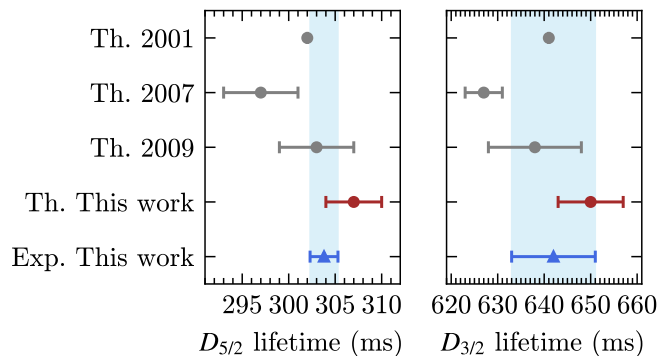 Th. 2001
Th. 2007
Th. 2009
Th. This work
Exp. This work
295 300 305 310
620 630 640 650 660
D5/2 lifetime (ms)
D3/2 lifetime (ms)